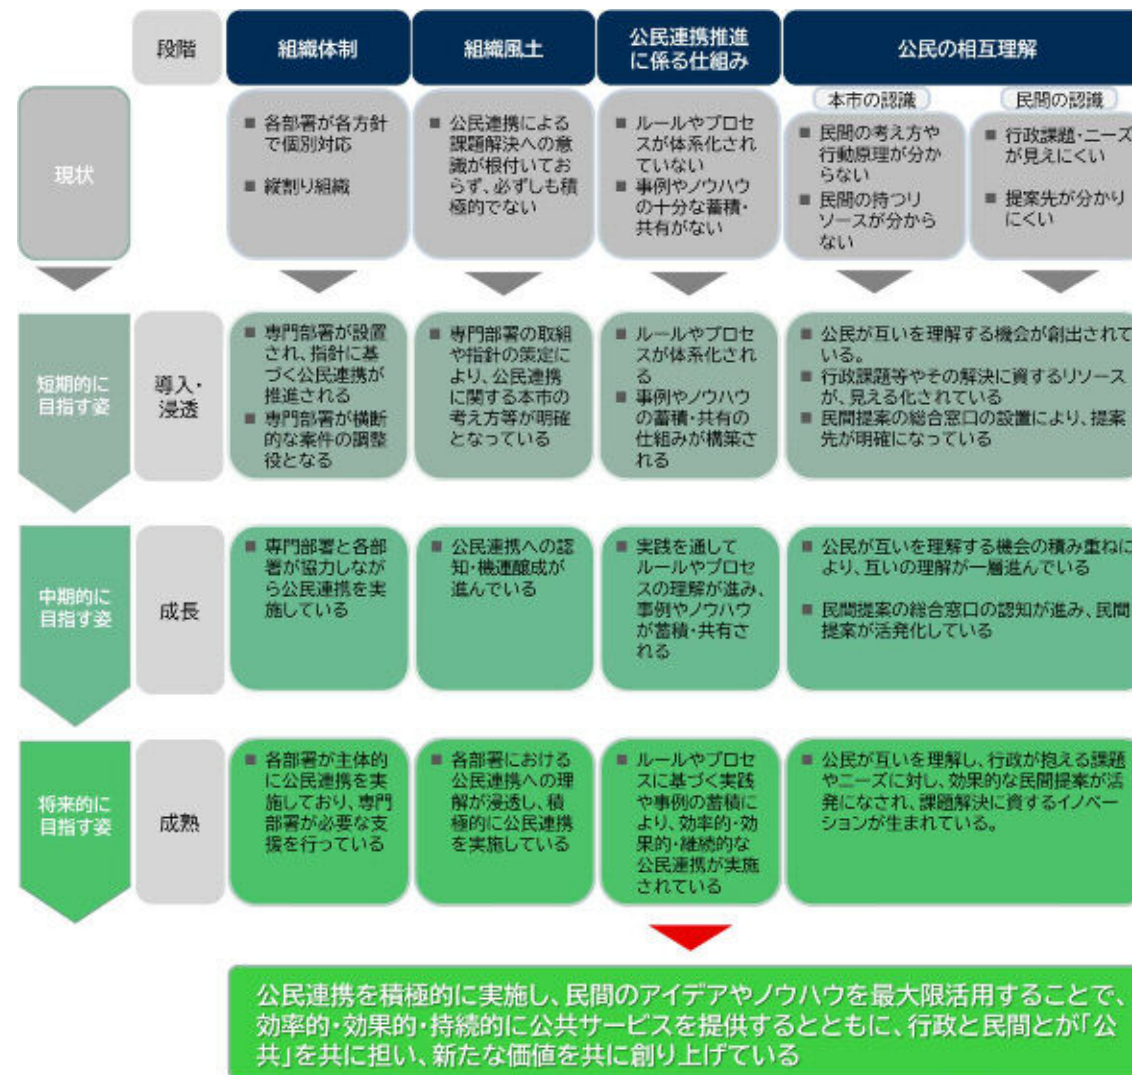 段階
組織体制
組織風土
公民連携推進
に係る仕組み
公民の相互理解
本市の認識
民間の認識
現状
■ 各部署が各方針
で個別対応
■ 縦割り組織
■ 公民連携による
課題解決への意
識が根付いてお
らず、必ずしも積
極的でない
■ ルールやプロセ
スが体系化され
ていない
■ 事例やノウハウ
の十分な蓄積・
共有がない
■ 民間の考え方や
行動原理が分か
らない
■ 民間の持つリ
ソースが分から
ない
■ 行政課題・ニーズ
が見えにくい
■ 提案先が分かり
にくい
短期的に
目指す姿
導入・
浸透
■ 専門部署が設置
され、指針に基
づく公民連携が
推進される
■ 専門部署が横断
的な案件の調整
役となる
■ 専門部署の取組
や指針の策定に
より、公民連携
に関する本市の
考え方等が明確
となっている
■ ルールやプロセ
スが体系化され
る
■ 事例やノウハウ
の蓄積・共有の
仕組みが構築さ
れる
■ 公民が互いを理解する機会が創出されて
いる。
■ 行政課題等やその解決に資するリソース
が、見える化されている
■ 民間提案の総合窓口の設置により、提案
先が明確になっている
中期的に
目指す姿
成長
■ 専門部署と各部
署が協力しなが
ら公民連携を実
施している
■ 公民連携への認
知・機運醸成が
進んでいる
■ 実践を通して
ルールやプロセ
スの理解が進み、
事例やノウハウ
が蓄積・共有さ
れる
■ 公民が互いを理解する機会の積み重ねに
より、互いの理解が一層進んでいる
■ 民間提案の総合窓口の認知が進み、民間
提案が活発化している
将来的に
目指す姿
成熟
■ 各部署が主体的
に公民連携を実
施しており、専門
部署が必要な支
援を行っている
■ 各部署における
公民連携への理
解が浸透し、積
極的に公民連携
を実施している
■ ルールやプロセ
スに基づく実践
や事例の蓄積に
より、効率的・効
果的・継続的な
公民連携が実施
されている
■ 公民が互いを理解し、行政が抱える課題
やニーズに対し、効果的な民間提案が活
発になされ、課題解決に資するイノベー
ションが生まれている。
公民連携を積極的に実施し、民間のアイデアやノウハウを最大限活用することで、
効率的・効果的・持続的に公共サービスを提供するとともに、行政と民間とが「公
共」を共に担い、新たな価値を共に創り上げている